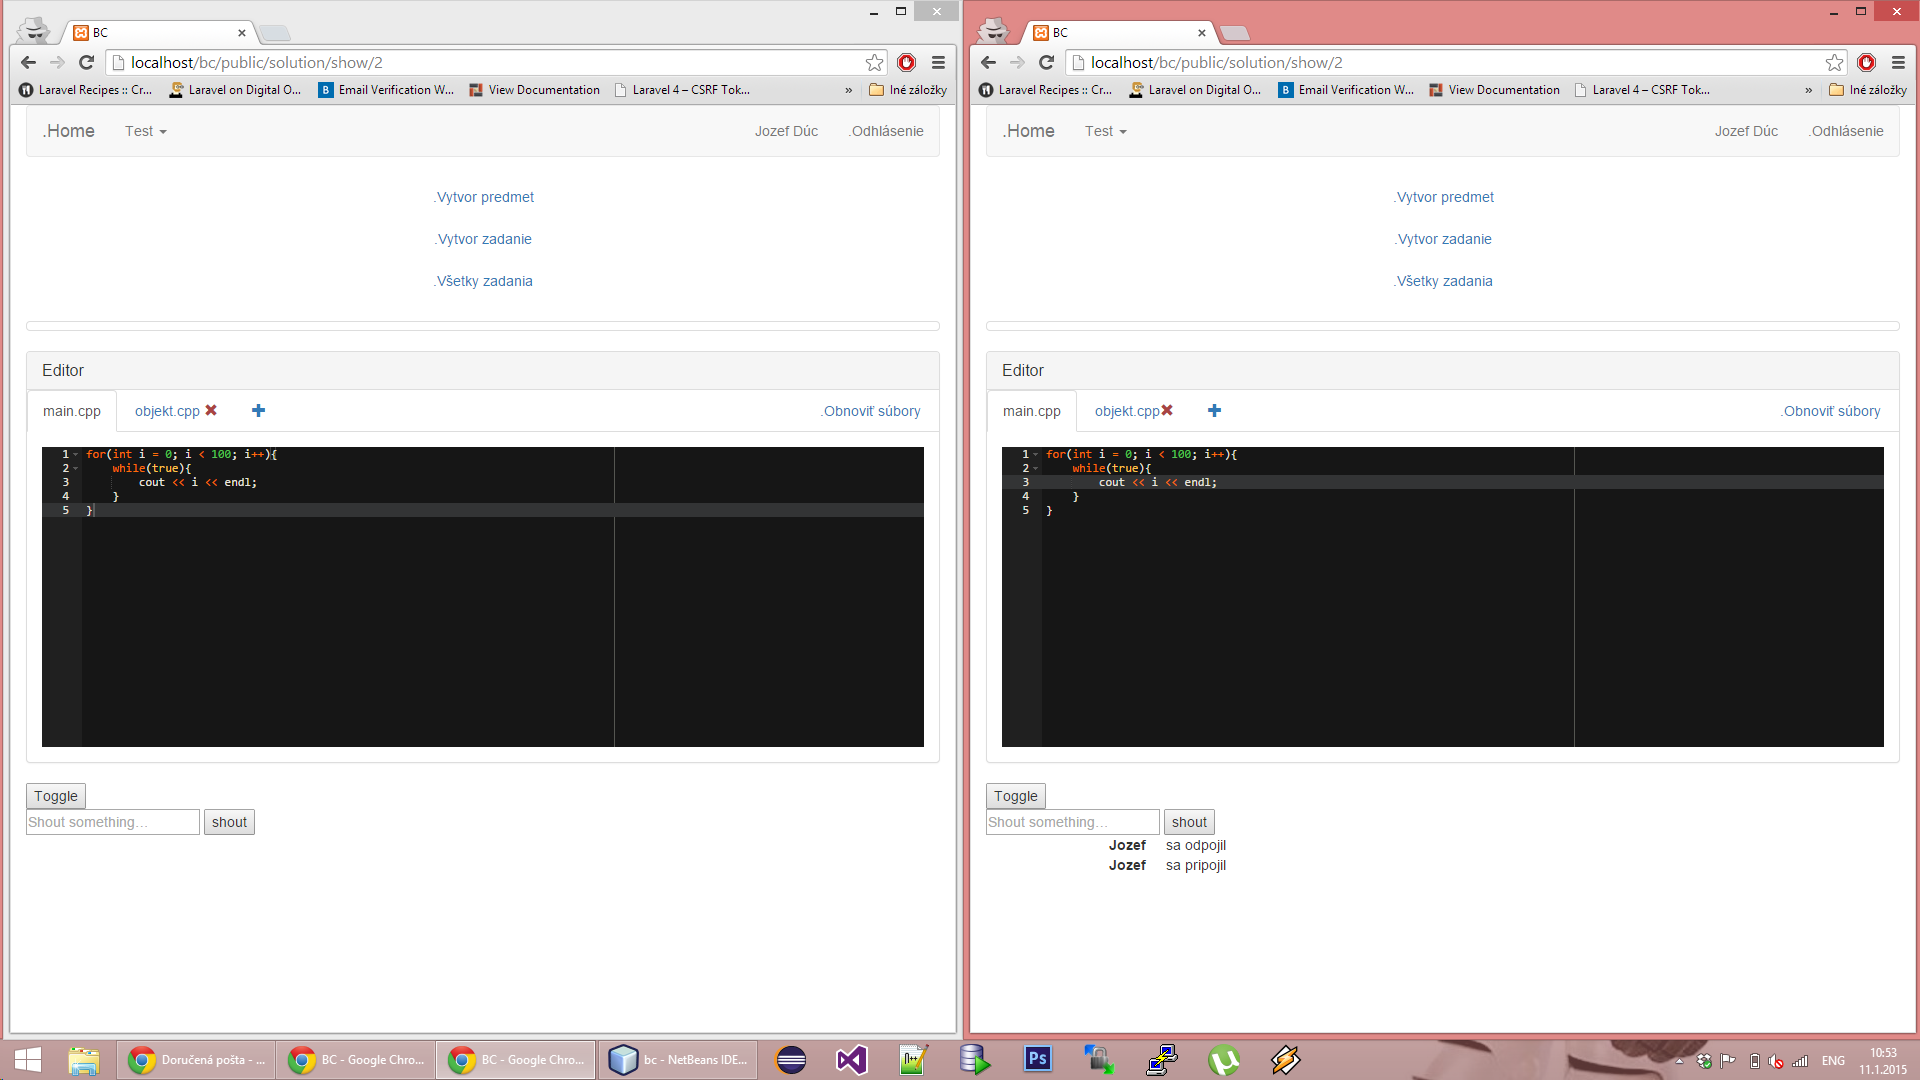 BC
localhost/bc/public/solution/show/2
Laravel Recipes :: Cr... Laravel on Digital O... Email Verification W... View Documentation Laravel 4 – CSRF Tok... » Iné záložky
.Home Test Jozef Dúc .Odhlásenie
.Vytvor predmet
.Vytvor zadanie
.Všetky zadania
Editor
main.cpp objekt.cpp .Obnoviť súbory
1 for(int i = 0; i < 100; i++){
2 while(true){
3 cout << i << endl;
4 }
5 }
Toggle
Shout something... shout
BC
localhost/bc/public/solution/show/2
Laravel Recipes :: Cr... Laravel on Digital O... Email Verification W... View Documentation Laravel 4 – CSRF Tok... » Iné záložky
.Home Test Jozef Dúc .Odhlásenie
.Vytvor predmet
.Vytvor zadanie
.Všetky zadania
Editor
main.cpp objekt.cpp .Obnoviť súbory
1 for(int i = 0; i < 100; i++){
2 while(true){
3 cout << i << endl;
4 }
5 }
Toggle
Shout something... shout
Jozef sa odpojil
Jozef sa pripojil
Doručená pošta - ... BC - Google Chro... BC - Google Chro... bc - NetBeans IDE... Ps ENG 10:53
11.1.2015